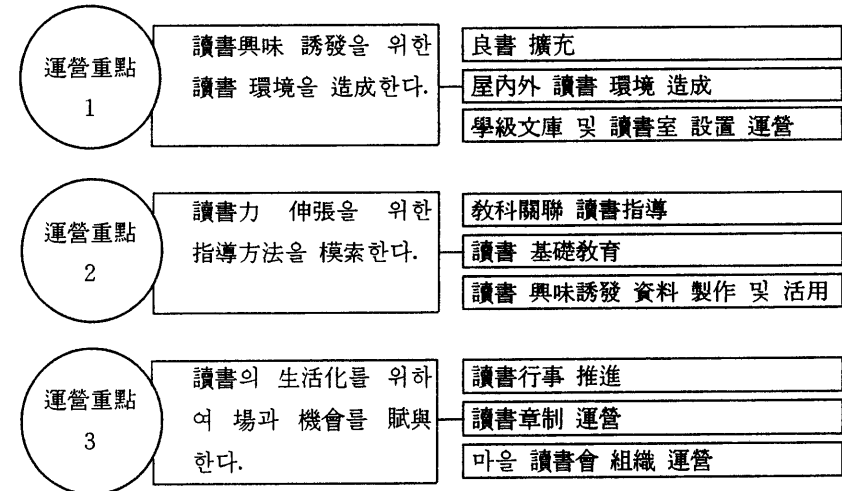 運營重點
1
讀書興味 誘發을 위한
讀書 環境을 造成한다.
良書 擴充
屋內外 讀書 環境 造成
學級文庫 및 讀書室 設置 運營
運營重點
2
讀書力 伸張을 위한
指導方法을 模索한다.
敎科關聯 讀書指導
讀書 基礎敎育
讀書 興味誘發 資料 製作 및 活用
運營重點
3
讀書의 生活化를 위하
여 場과 機會를 賦與
한다.
讀書行事 推進
讀書章制 運營
마을 讀書會 組織 運營